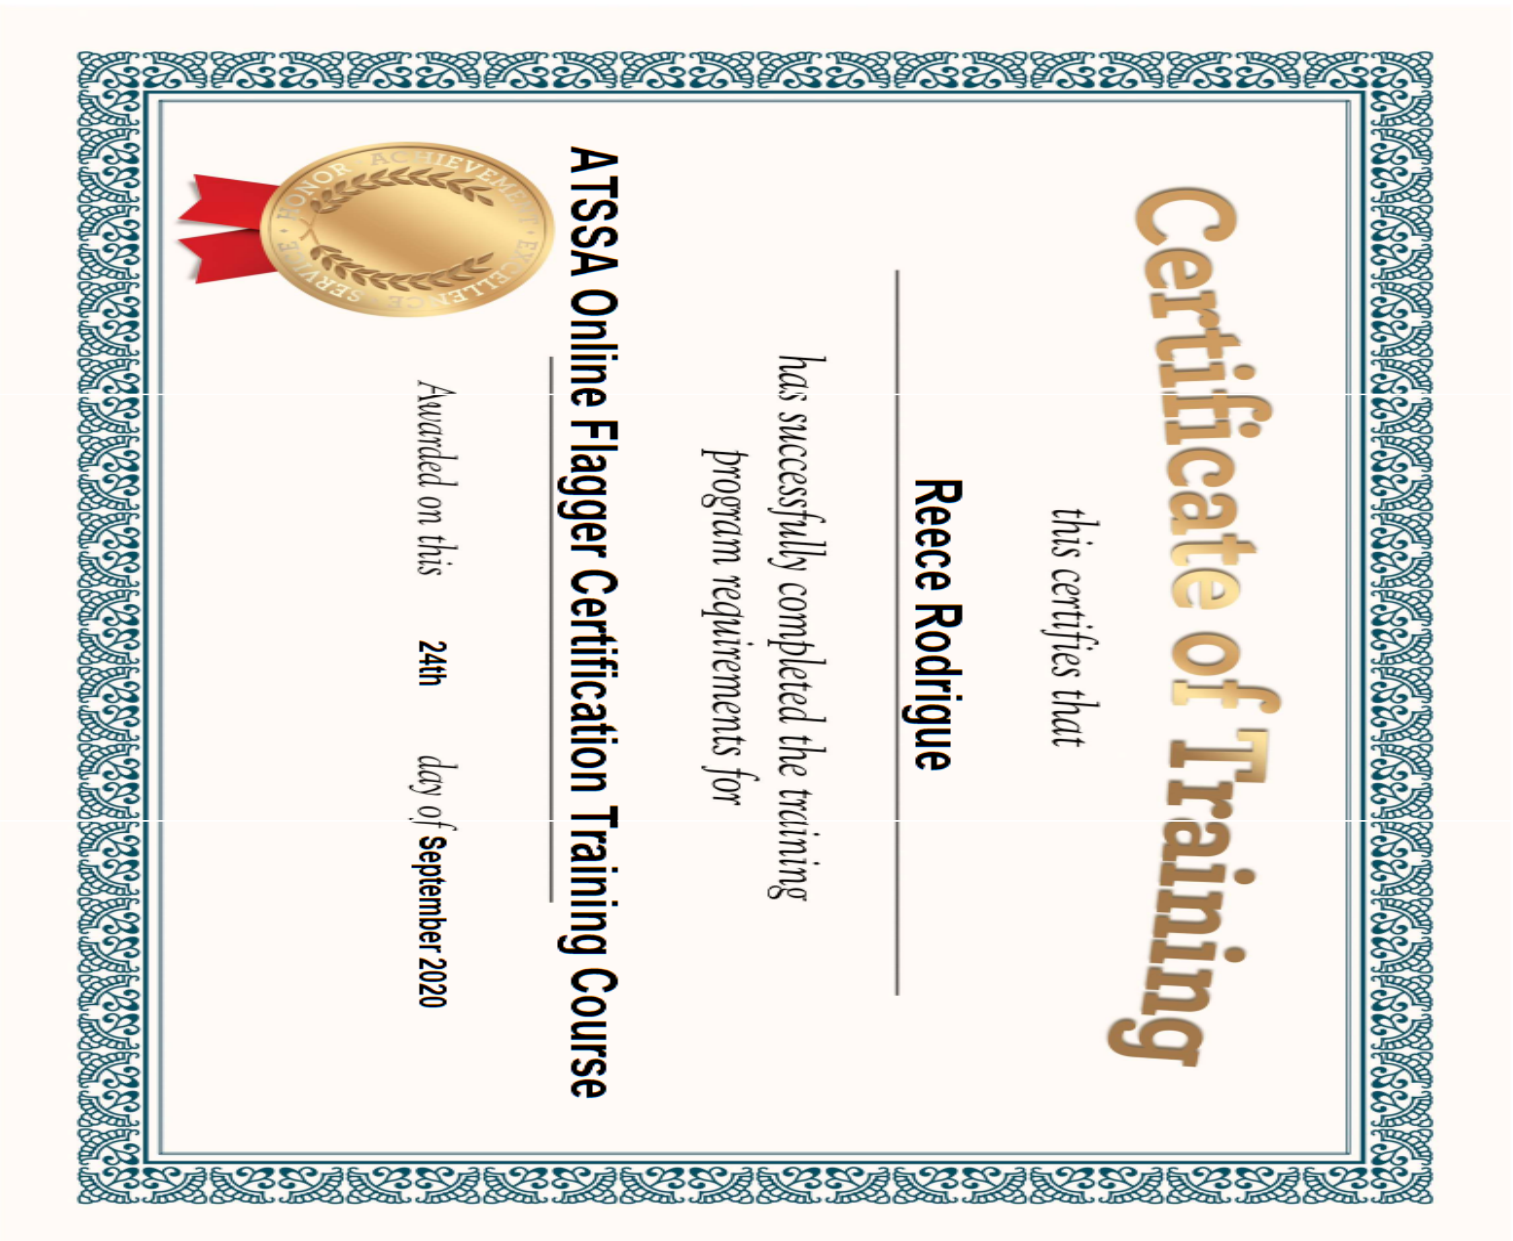 Certificate of Training
this certifies that
Reece Rodrigue
has successfully completed the training
program requirements for
ATSSA Online Flagger Certification Training Course
HONOR • ACHIEVEMENT • EXCELLENCE • SERVICE •
Awarded on this 24th day of September 2020